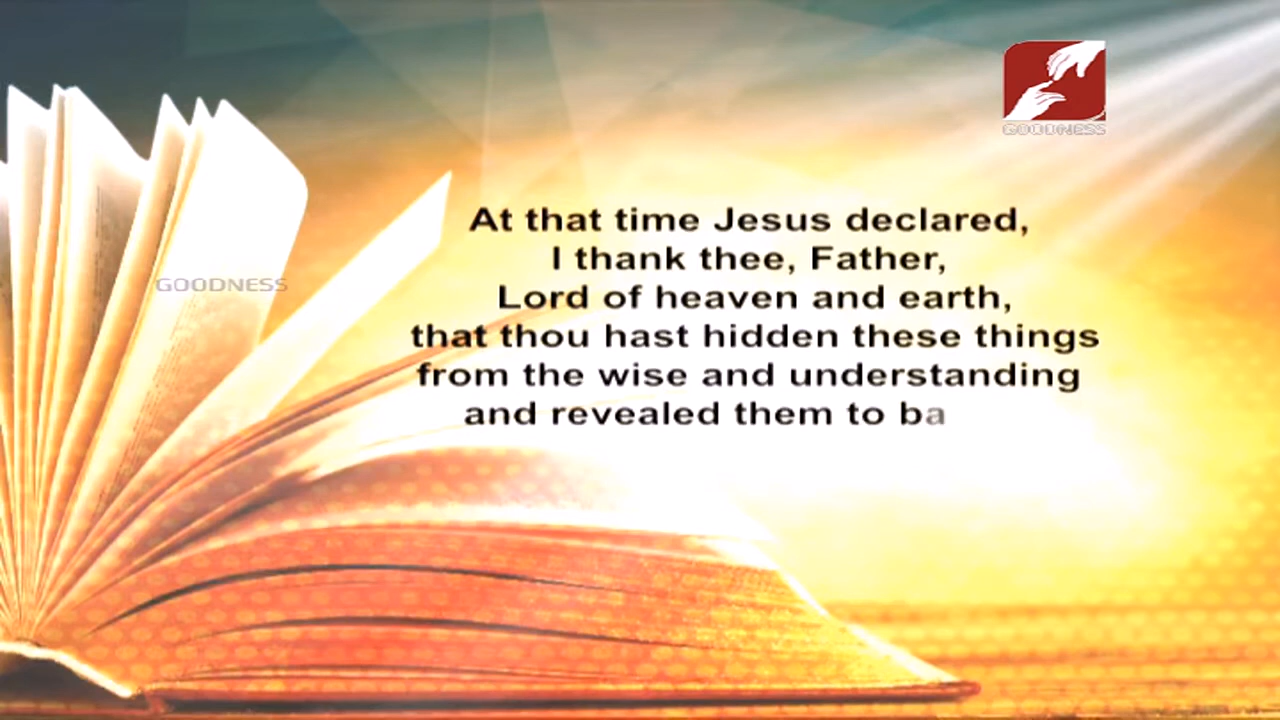 GOODNESS
GOODNESS
At that time Jesus declared,
I thank thee, Father,
Lord of heaven and earth,
that thou hast hidden these things
from the wise and understanding
and revealed them to ba